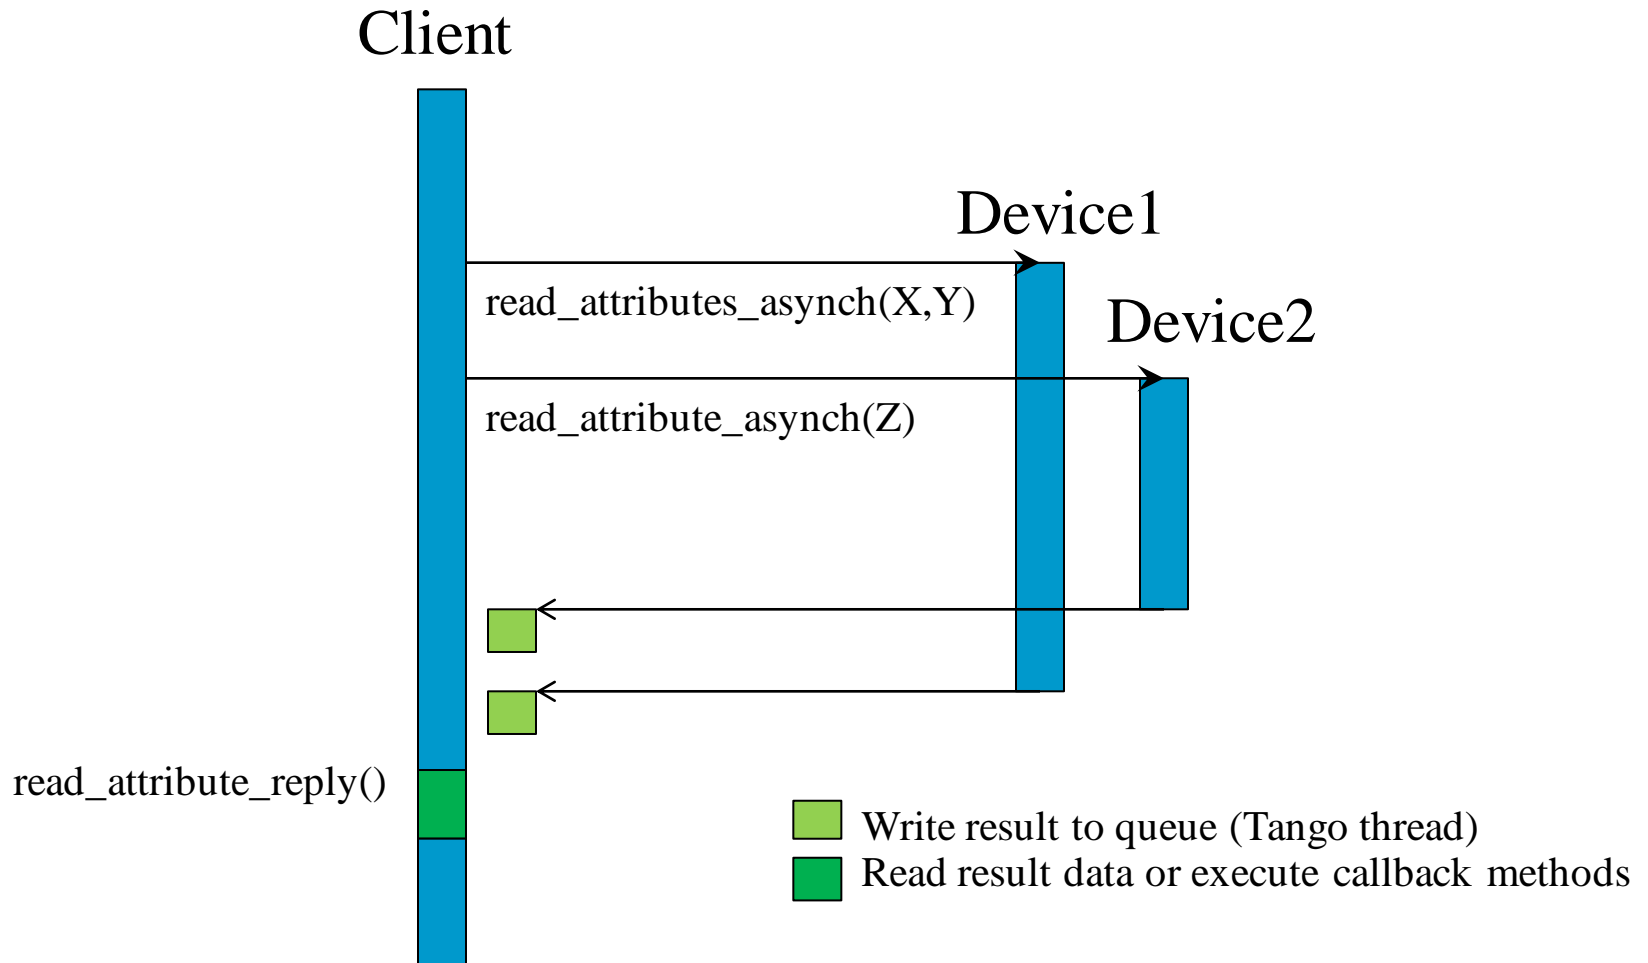 Client
Device1
read_attributes_asynch(X,Y)
Device2
read_attribute_asynch(Z)
read_attribute_reply()
Write result to queue (Tango thread)
Read result data or execute callback methods